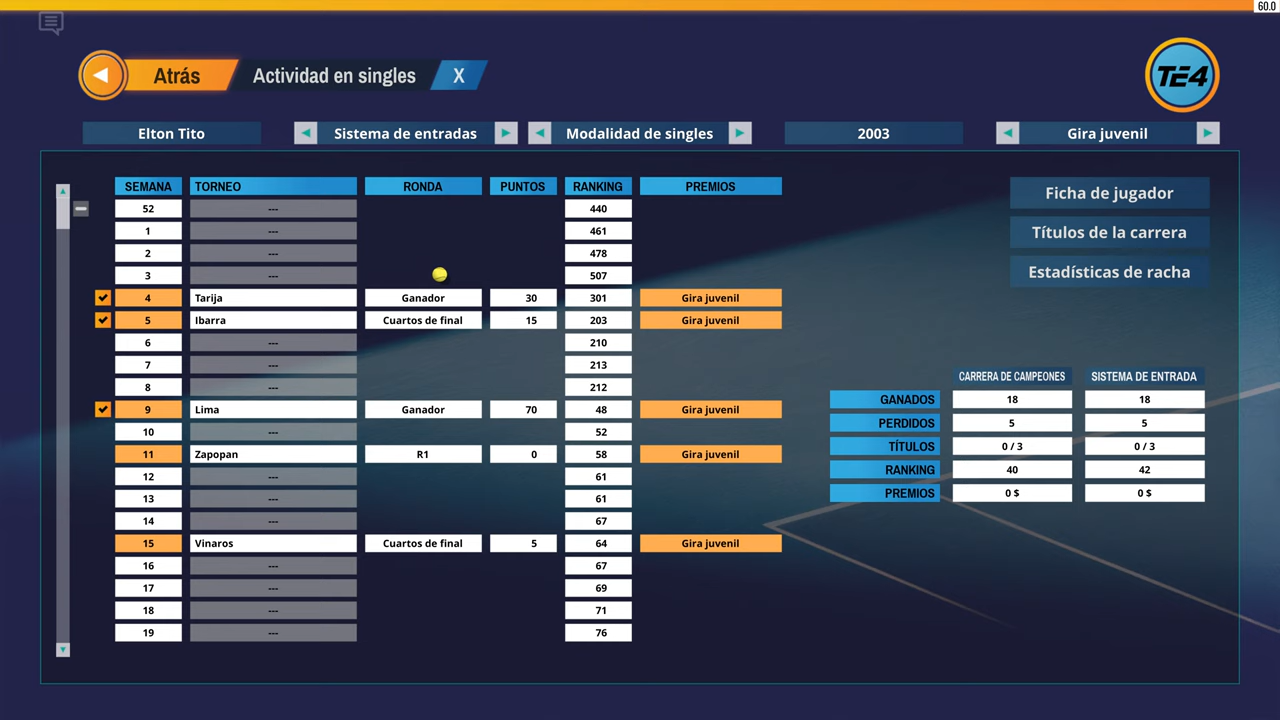 60.0
Atrás Actividad en singles X
TE4
Elton Tito Sistema de entradas Modalidad de singles 2003 Gira juvenil
SEMANA TORNEO RONDA PUNTOS RANKING PREMIOS
52 --- 440
1 --- 461
2 --- 478
3 --- 507
4 Tarija Ganador 30 301 Gira juvenil
5 Ibarra Cuartos de final 15 203 Gira juvenil
6 --- 210
7 --- 213
8 --- 212
9 Lima Ganador 70 48 Gira juvenil
10 --- 52
11 Zapopan R1 0 58 Gira juvenil
12 --- 61
13 --- 61
14 --- 67
15 Vinaros Cuartos de final 5 64 Gira juvenil
16 --- 67
17 --- 69
18 --- 71
19 --- 76
Ficha de jugador
Títulos de la carrera
Estadísticas de racha
CARRERA DE CAMPEONES SISTEMA DE ENTRADA
GANADOS 18 18
PERDIDOS 5 5
TÍTULOS 0 / 3 0 / 3
RANKING 40 42
PREMIOS 0 $ 0 $